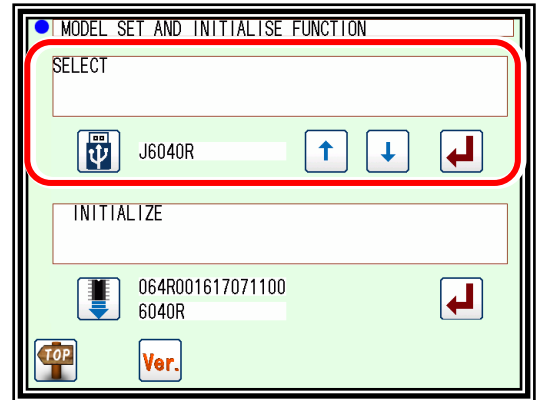 MODEL SET AND INITIALISE FUNCTION
SELECT
J6040R
INITIALIZE
064R001617071100
6040R
TOP
Ver.